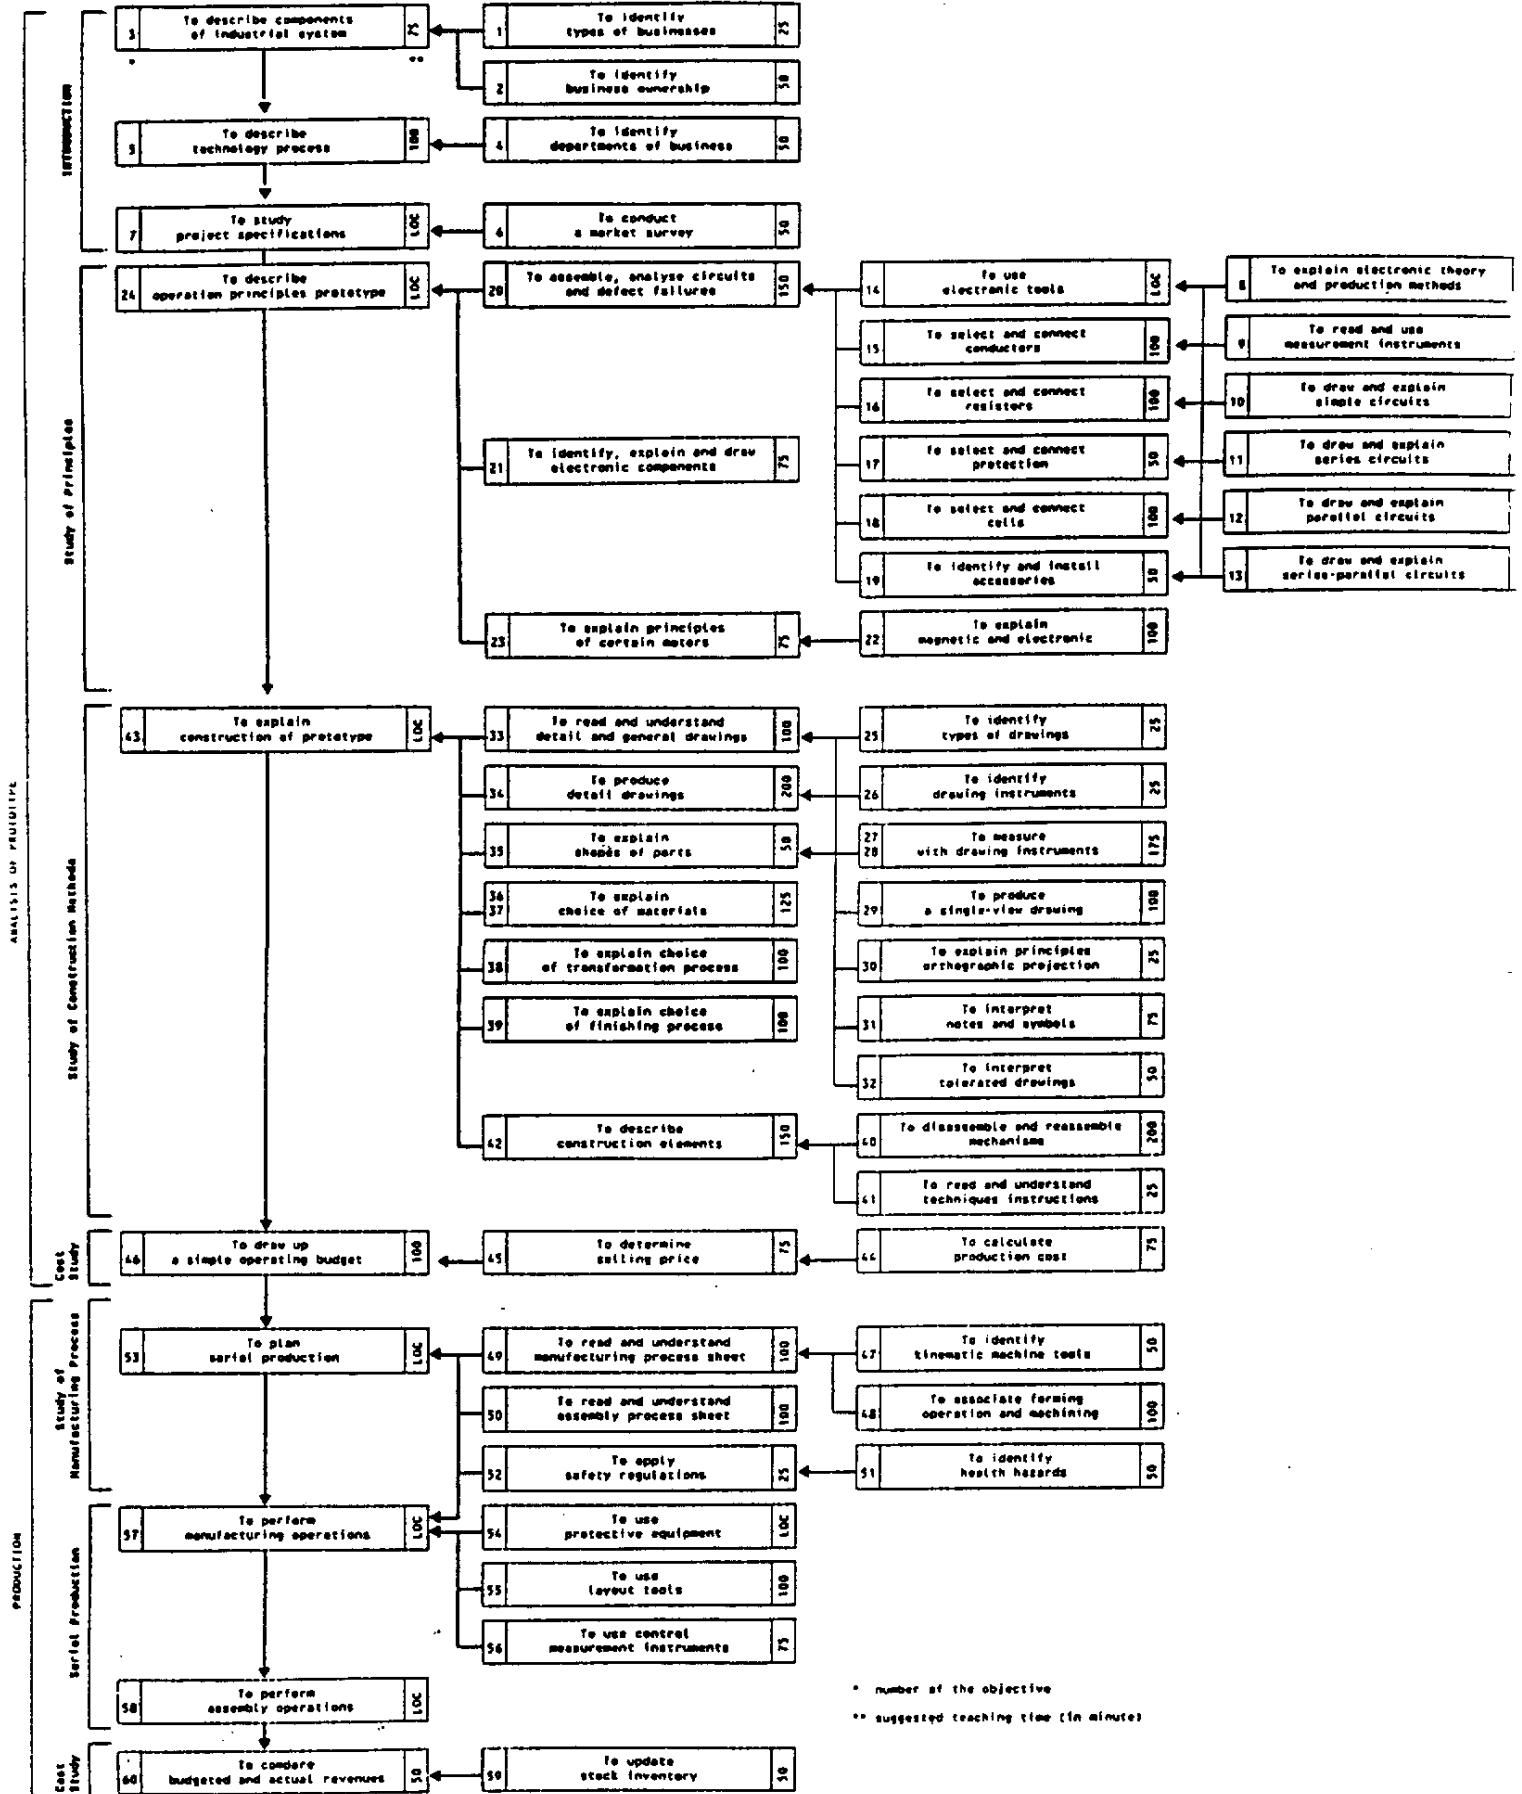 INTRODUCTION
3
To describe components
of industrial system
75
*
**
1
To identify
types of businesses
25
2
To identify
business ownership
50
5
To describe
technology process
100
4
To identify
departments of business
50
7
To study
project specifications
LOC
6
To conduct
a market survey
50
ANALYSIS OF PROTOTYPE
Study of Principles
24
To describe
operation principles prototype
LOC
20
To assemble, analyse circuits
and defect failures
150
14
To use
electronic tools
LOC
8
To explain electronic theory
and production methods
15
To select and connect
conductors
100
9
To read and use
measurement instruments
16
To select and connect
resistors
100
10
To draw and explain
simple circuits
21
To identify, explain and draw
electronic components
75
17
To select and connect
protection
50
11
To draw and explain
series circuits
18
To select and connect
cells
100
12
To draw and explain
parallel circuits
19
To identify and install
accessories
50
13
To draw and explain
series-parallel circuits
23
To explain principles
of certain motors
75
22
To explain
magnetic and electronic
100
Study of Construction Methods
43
To explain
construction of prototype
LOC
33
To read and understand
detail and general drawings
100
25
To identify
types of drawings
25
34
To produce
detail drawings
200
26
To identify
drawing instruments
25
35
To explain
shapes of parts
50
27
28
To measure
with drawing instruments
175
36
37
To explain
choice of materials
125
29
To produce
a single-view drawing
100
38
To explain choice
of transformation process
100
30
To explain principles
orthographic projection
25
39
To explain choice
of finishing process
100
31
To interpret
notes and symbols
75
32
To interpret
tolerated drawings
50
42
To describe
construction elements
150
40
To disassemble and reassemble
mechanisms
200
41
To read and understand
techniques instructions
25
Cost
Study
46
To draw up
a simple operating budget
100
45
To determine
selling price
75
44
To calculate
production cost
75
PRODUCTION
Study of
Manufacturing Process
53
To plan
serial production
LOC
49
To read and understand
manufacturing process sheet
100
47
To identify
kinematic machine tools
50
50
To read and understand
assembly process sheet
100
48
To associate forming
operation and machining
100
52
To apply
safety regulations
25
51
To identify
health hazards
50
Serial Production
57
To perform
manufacturing operations
LOC
54
To use
protective equipment
LOC
55
To use
layout tools
100
56
To use control
measurement instruments
75
58
To perform
assembly operations
LOC
* number of the objective
** suggested teaching time (in minute)
Cost
Study
60
To compare
budgeted and actual revenues
50
59
To update
stock inventory
50